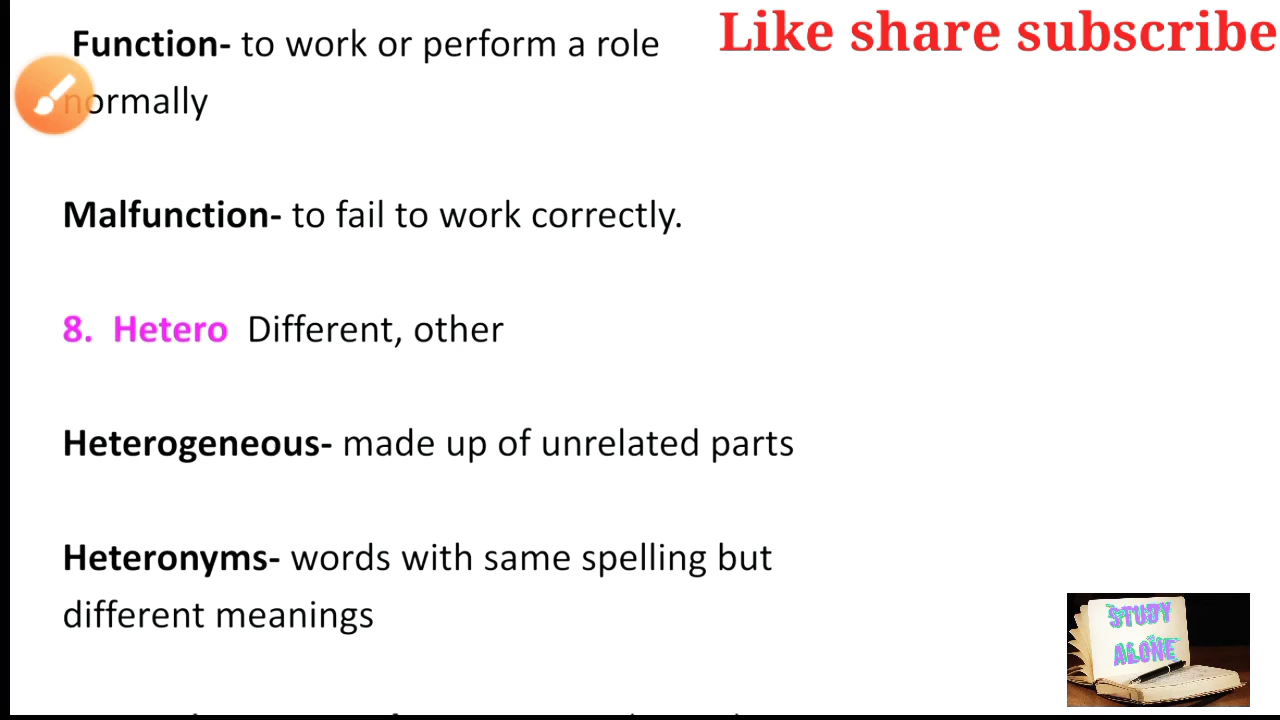 Like share subscribe
Function- to work or perform a role
normally
Malfunction- to fail to work correctly.
8. Hetero Different, other
Heterogeneous- made up of unrelated parts
Heteronyms- words with same spelling but
different meanings
STUDY
ALONE